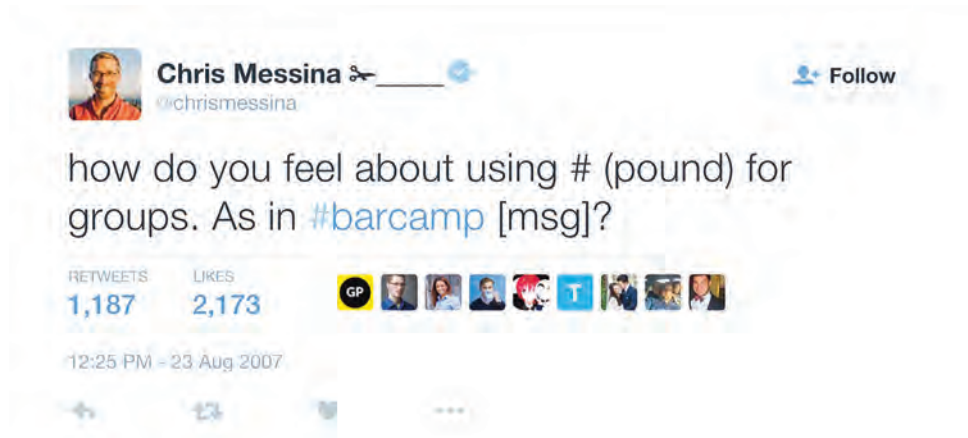 Chris Messina ✂_____
Follow
@chrismessina
how do you feel about using # (pound) for
groups. As in #barcamp [msg]?
RETWEETS LIKES
1,187 2,173
GP
T
12:25 PM - 23 Aug 2007